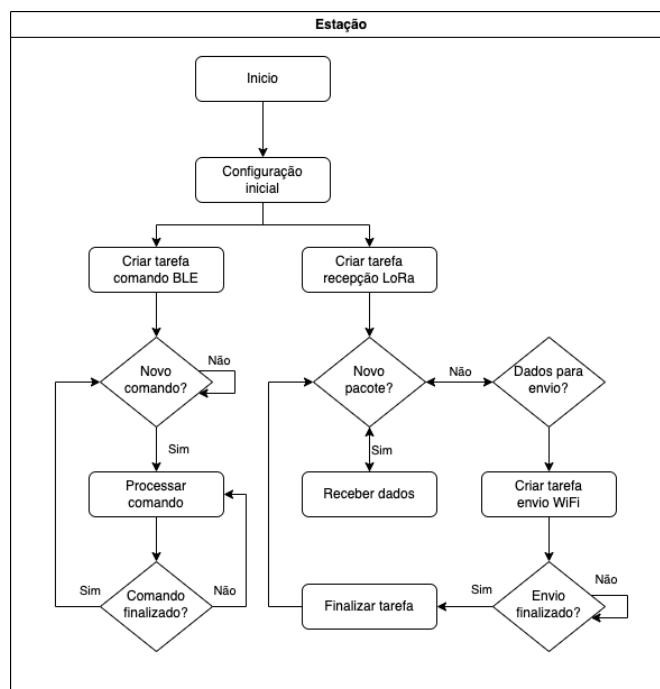 Estação
Inicio
Configuração
inicial
Criar tarefa
comando BLE
Criar tarefa
recepção LoRa
Novo
comando?
Não
Novo
pacote?
Não
Dados para
envio?
Sim
Sim
Processar
comando
Receber dados
Criar tarefa
envio WiFi
Sim
Comando
finalizado?
Não
Finalizar tarefa
Sim
Envio
finalizado?
Não